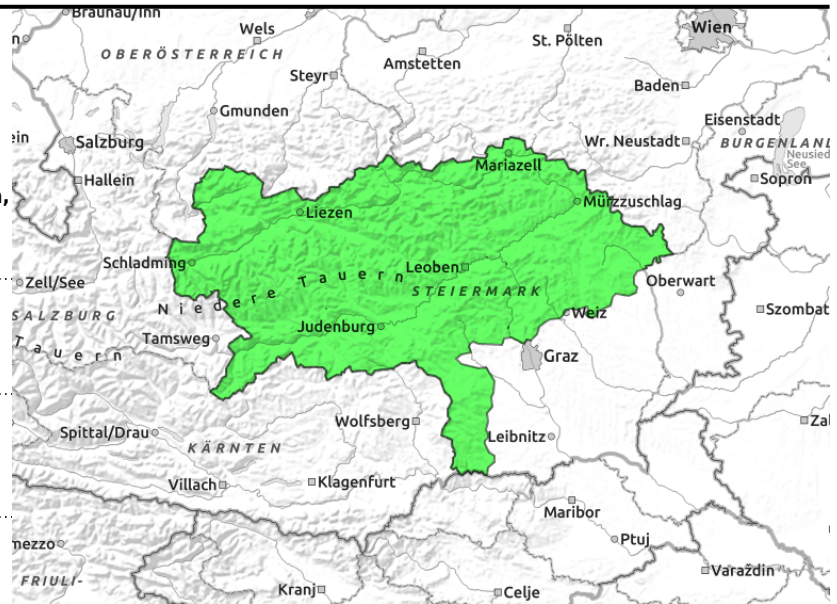 Braunau/Inn
Wels
OBERÖSTERREICH
Steyr
Amstetten
St. Pölten
Wien
Gmunden
Baden
Salzburg
Eisenstadt
Wr. Neustadt
BURGENLAND
Neusied
See
Hallein
Mariazell
Sopron
Liezen
Mürzzuschlag
Schladming
Leoben
Zell/See
Niedere Tauern
STEIERMARK
Oberwart
SALZBURG
Judenburg
Weiz
Szombat
Tauern
Tamsweg
Graz
Wolfsberg
Spittal/Drau
Leibnitz
KÄRNTEN
Villach
Klagenfurt
Maribor
mezzo
Ptuj
FRIULI-
Kranj
Celje
Varaždin